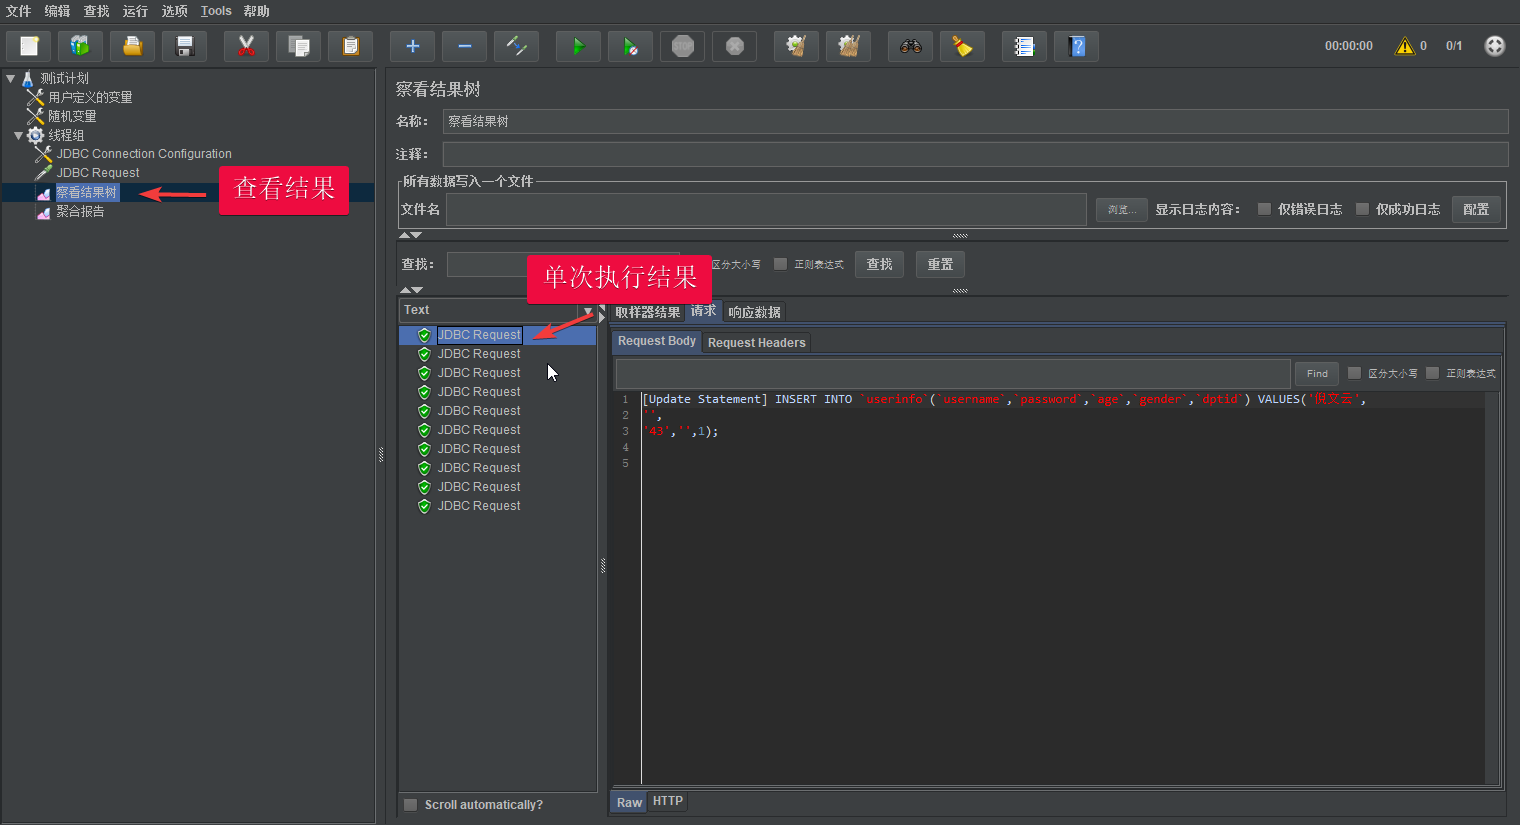 文件 编辑 查找 运行 选项 Tools 帮助
STOP
00:00:00 0 0/1
测试计划
用户定义的变量
随机变量
线程组
JDBC Connection Configuration
JDBC Request
察看结果树
聚合报告
查看结果
察看结果树
名称： 察看结果树
注释：
所有数据写入一个文件
文件名 浏览... 显示日志内容： 仅错误日志 仅成功日志 配置
查找： 区分大小写 正则表达式 查找 重置
单次执行结果
Text
JDBC Request
JDBC Request
JDBC Request
JDBC Request
JDBC Request
JDBC Request
JDBC Request
JDBC Request
JDBC Request
JDBC Request
Scroll automatically?
取样器结果 请求 响应数据
Request Body Request Headers
Find 区分大小写 正则表达式
1 [Update Statement] INSERT INTO `userinfo`(`username`,`password`,`age`,`gender`,`dptid`) VALUES('倪文云',
2 '',
3 '43','',1);
4
5
Raw HTTP